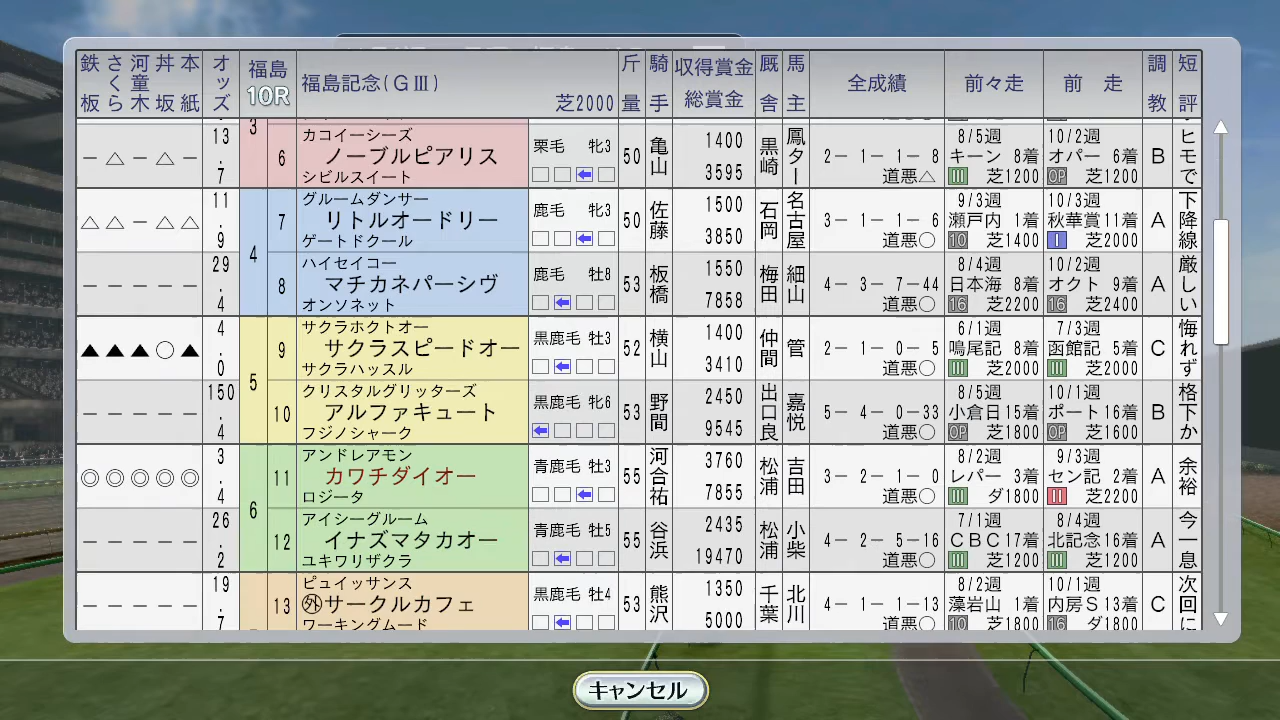 鉄板 さくら 河童木 丼坂 本紙 オッズ 福島10R 福島記念(GⅢ) 芝2000 斤量 騎手 収得賞金 総賞金 厩舎 馬主 全成績 前々走 前走 調教 短評
3
－ △ － △ － 13.7 6 カコイーシーズ
ノーブルピアリス 栗毛 牝3 50 亀山 1400 3595 黒崎 鳳ター 2－ 1－ 1－ 8 道悪△ 8/5週 キーン 8着 Ⅲ 芝1200 10/2週 オパー 6着 OP 芝1200 B ヒモで
シビルスイート
△ △ － △ △ 11.9 4 7 グルームダンサー
リトルオードリー 鹿毛 牝3 50 佐藤 1500 3850 石岡 名古屋 3－ 1－ 1－ 6 道悪○ 9/3週 瀬戸内 1着 10 芝1400 10/3週 秋華賞11着 Ⅰ 芝2000 A 下降線
ゲートドクール
－ － － － － 29.4 8 ハイセイコー
マチカネパーシヴ 鹿毛 牡8 53 板橋 1550 7858 梅田 細山 4－ 3－ 7－44 道悪○ 8/4週 日本海 8着 16 芝2200 10/2週 オクト 9着 16 芝2400 A 厳しい
オンソネット
▲ ▲ ▲ ○ ▲ 4.0 5 9 サクラホクトオー
サクラスピードオー 黒鹿毛 牡3 52 横山 1400 3410 仲間 管 2－ 1－ 0－ 5 道悪○ 6/1週 鳴尾記 8着 Ⅲ 芝2000 7/3週 函館記 5着 Ⅲ 芝2000 C 侮れず
サクラハッスル
－ － － － － 150.4 10 クリスタルグリッターズ
アルファキュート 黒鹿毛 牝6 53 野間 2450 9545 出口良 嘉悦 5－ 4－ 0－33 道悪○ 8/5週 小倉日15着 OP 芝1800 10/1週 ポート16着 OP 芝1600 B 格下か
フジノシャーク
◎ ◎ ◎ ◎ ◎ 3.4 6 11 アンドレアモン
カワチダイオー 青鹿毛 牡3 55 河合祐 3760 7855 松浦 吉田 3－ 2－ 1－ 0 道悪○ 8/2週 レパー 3着 Ⅲ ダ1800 9/3週 セン記 2着 Ⅱ 芝2200 A 余裕
ロジータ
－ － － － － 26.2 12 アイシーグルーム
イナズマタカオー 青鹿毛 牡5 55 谷浜 2435 19470 松浦 小柴 4－ 2－ 5－16 道悪○ 7/1週 CBC17着 Ⅲ 芝1200 8/4週 北記念16着 Ⅲ 芝1200 A 今一息
ユキワリザクラ
－ － － － － 19.7 13 ピュイッサンス
外サークルカフェ 黒鹿毛 牡4 53 熊沢 1350 5000 千葉 北川 4－ 1－ 1－13 道悪○ 8/2週 藻岩山 1着 10 芝1800 10/1週 内房S13着 16 ダ1800 C 次回に
ワーキングムード
キャンセル